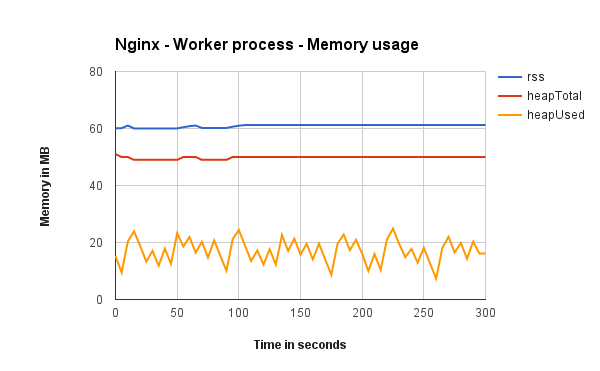 Nginx - Worker process - Memory usage
80
60
40
20
0
Memory in MB
0 50 100 150 200 250 300
Time in seconds
rss
heapTotal
heapUsed